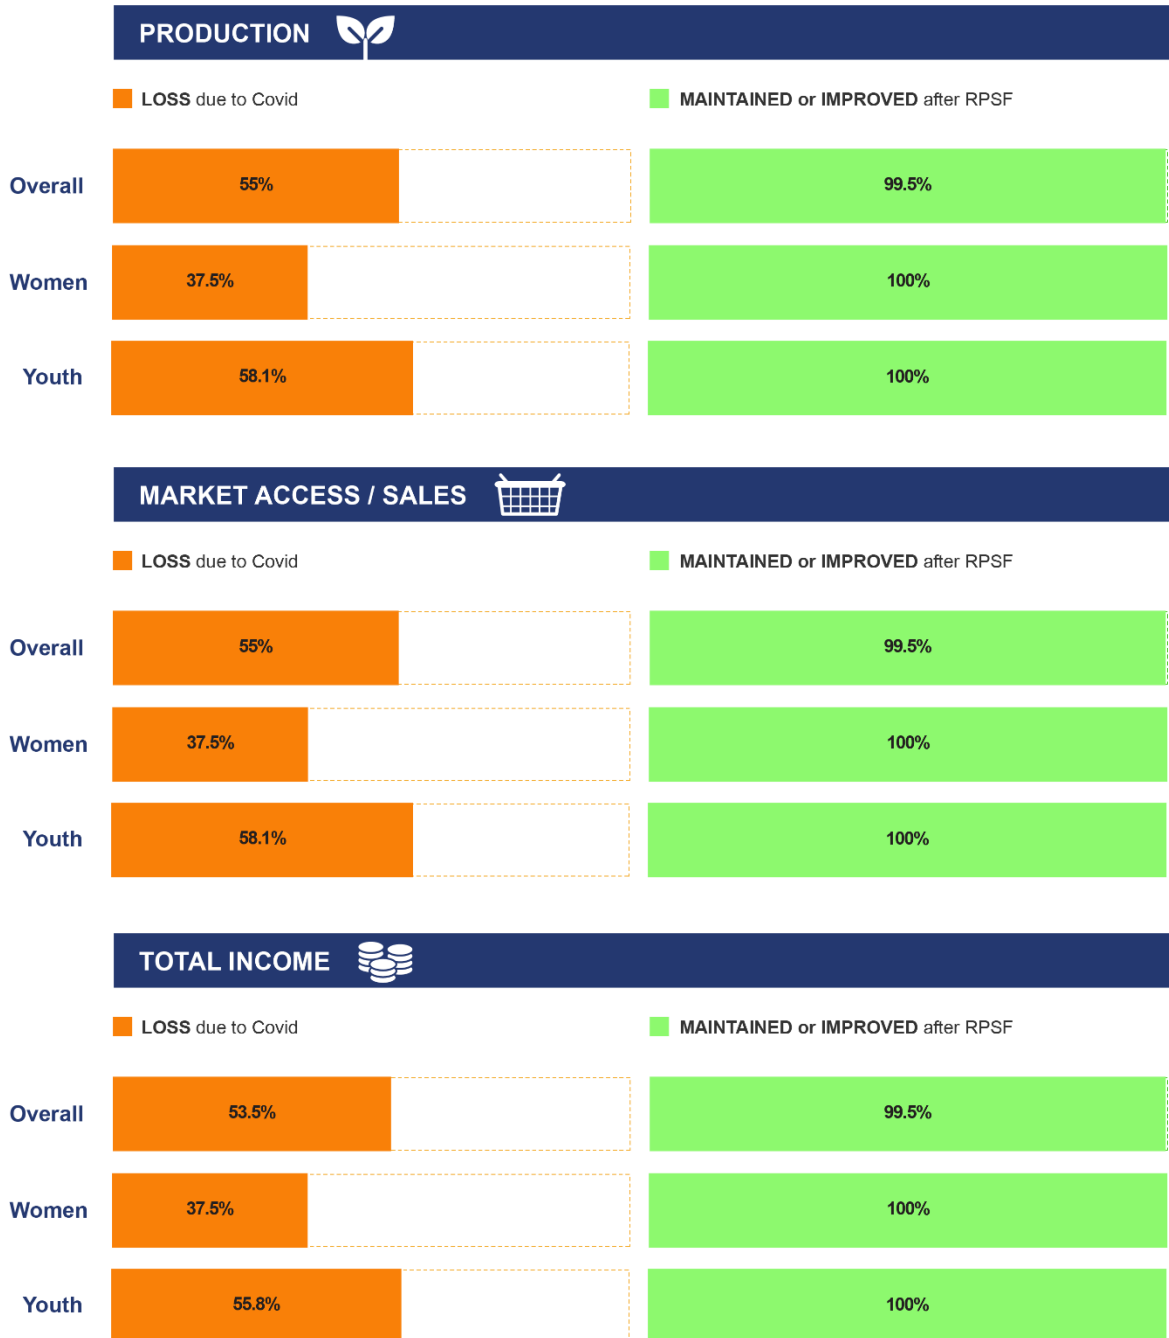 PRODUCTION
LOSS due to Covid
MAINTAINED or IMPROVED after RPSF
Overall 55% 99.5%
Women 37.5% 100%
Youth 58.1% 100%
MARKET ACCESS / SALES
LOSS due to Covid
MAINTAINED or IMPROVED after RPSF
Overall 55% 99.5%
Women 37.5% 100%
Youth 58.1% 100%
TOTAL INCOME
LOSS due to Covid
MAINTAINED or IMPROVED after RPSF
Overall 53.5% 99.5%
Women 37.5% 100%
Youth 55.8% 100%